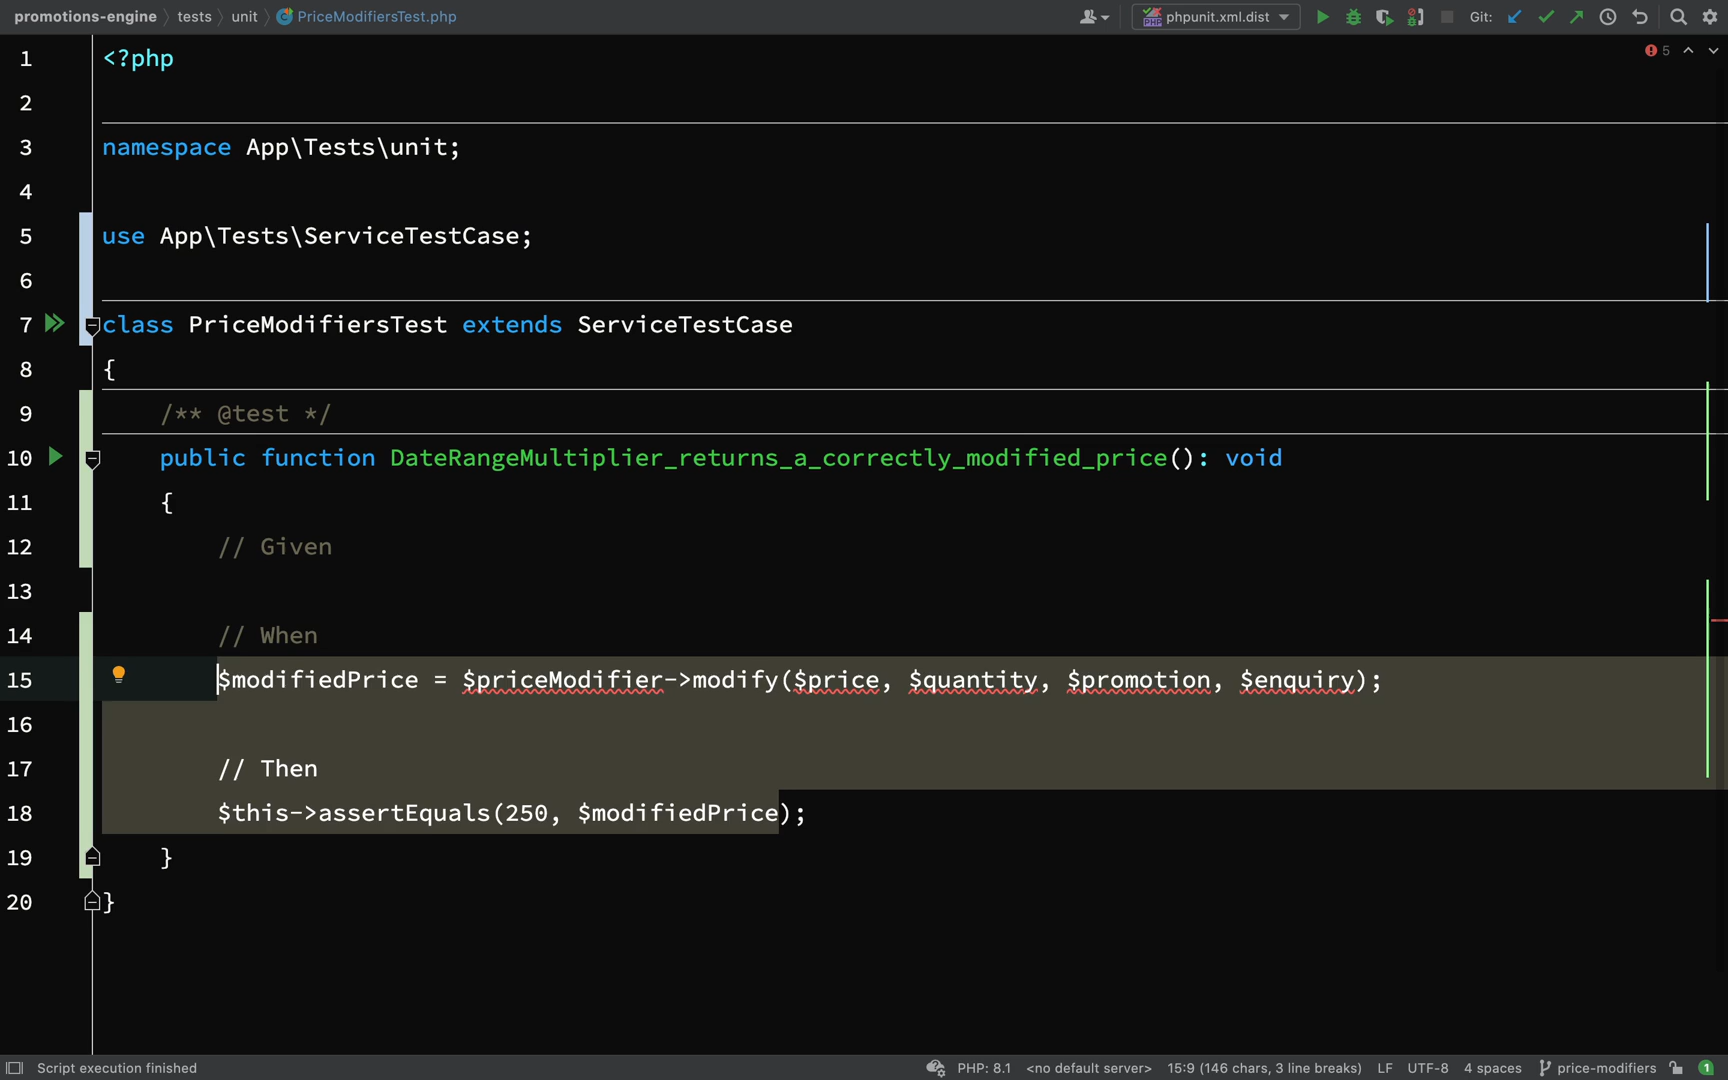 promotions-engine tests unit PriceModifiersTest.php phpunit.xml.dist Git:
5
1 <?php
2
3 namespace App\Tests\unit;
4
5 use App\Tests\ServiceTestCase;
6
7 class PriceModifiersTest extends ServiceTestCase
8 {
9 /** @test */
10 public function DateRangeMultiplier_returns_a_correctly_modified_price(): void
11 {
12 // Given
13
14 // When
15 $modifiedPrice = $priceModifier->modify($price, $quantity, $promotion, $enquiry);
16
17 // Then
18 $this->assertEquals(250, $modifiedPrice);
19 }
20 }
Script execution finished PHP: 8.1 <no default server> 15:9 (146 chars, 3 line breaks) LF UTF-8 4 spaces price-modifiers 1